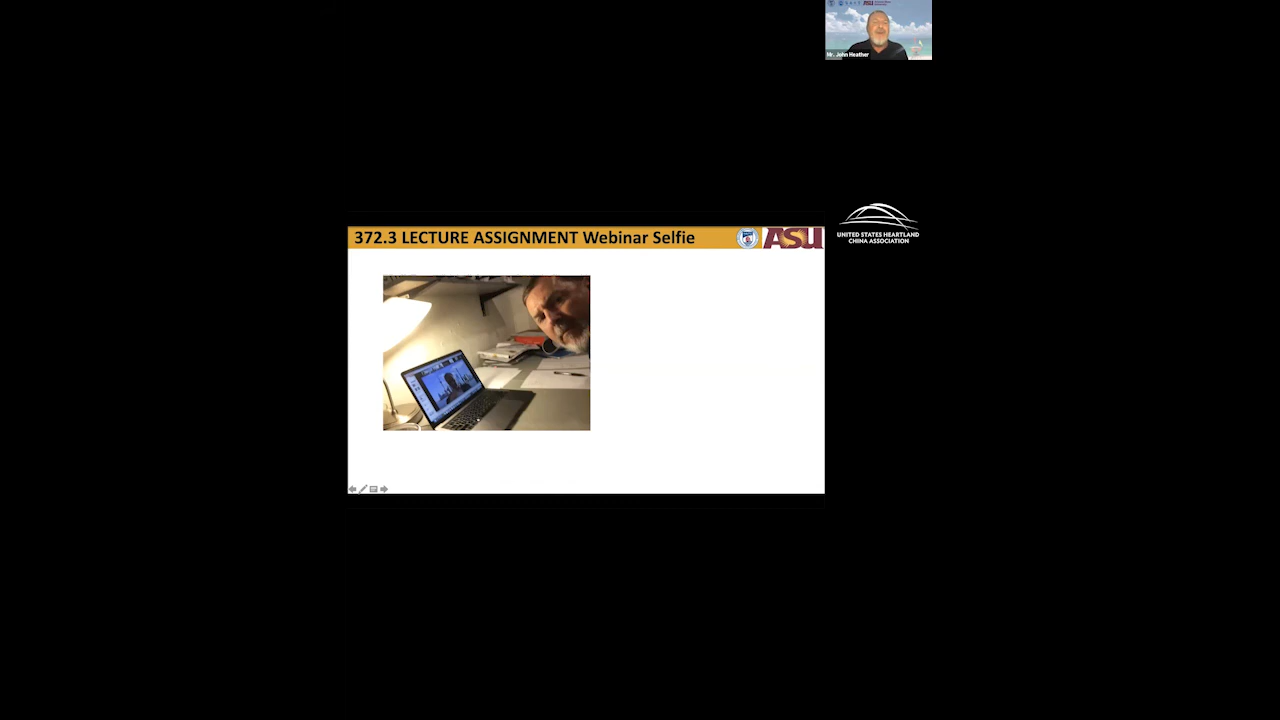 Mr. John Heather
372.3 LECTURE ASSIGNMENT Webinar Selfie
ASU
UNITED STATES HEARTLAND
CHINA ASSOCIATION